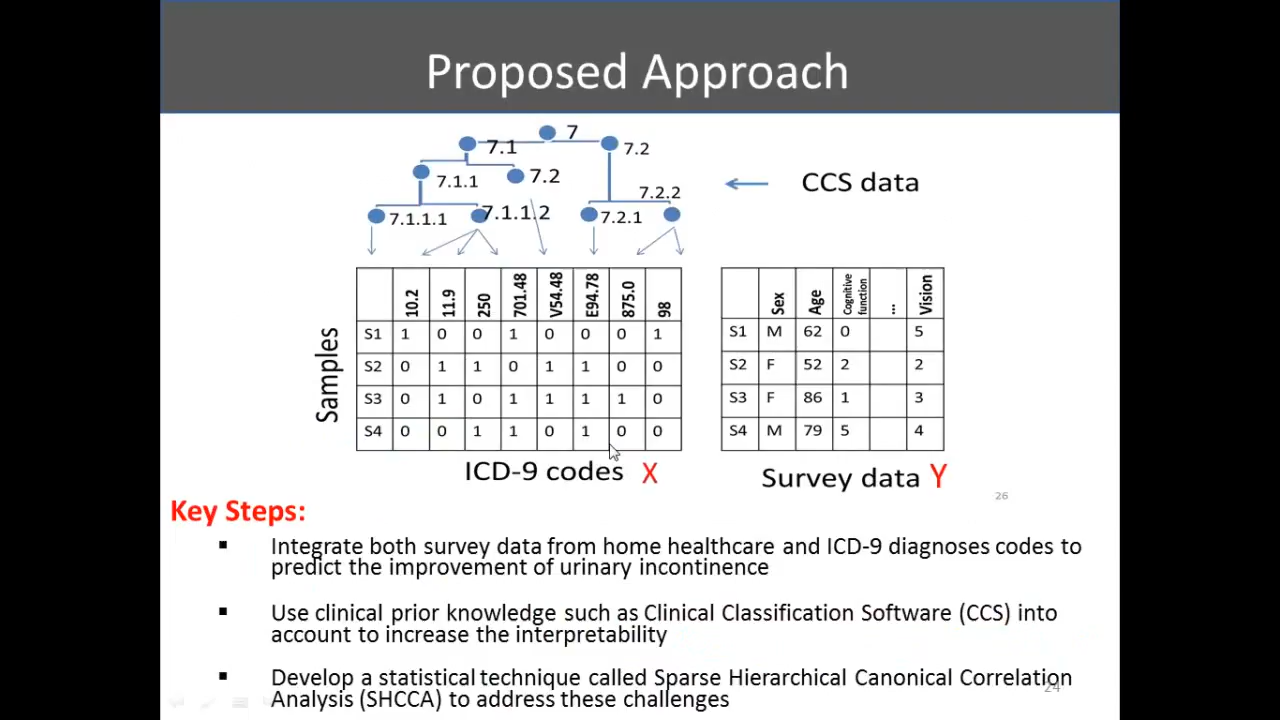 Proposed Approach
7
7.1
7.2
7.1.1
7.2
7.2.2
7.1.1.1
7.1.1.2
7.2.1
CCS data
10.2 11.9 250 701.48 V54.48 E94.78 875.0 98
S1 1 0 0 1 0 0 0 1
S2 0 1 1 0 1 1 0 0
S3 0 1 0 1 1 1 1 0
S4 0 0 1 1 0 1 0 0
Samples
ICD-9 codes X
Sex Age Cognitive function ... Vision
S1 M 62 0 5
S2 F 52 2 2
S3 F 86 1 3
S4 M 79 5 4
Survey data Y
26
Key Steps:
▪ Integrate both survey data from home healthcare and ICD-9 diagnoses codes to
predict the improvement of urinary incontinence
▪ Use clinical prior knowledge such as Clinical Classification Software (CCS) into
account to increase the interpretability
▪ Develop a statistical technique called Sparse Hierarchical Canonical Correlation
Analysis (SHCCA) to address these challenges
24